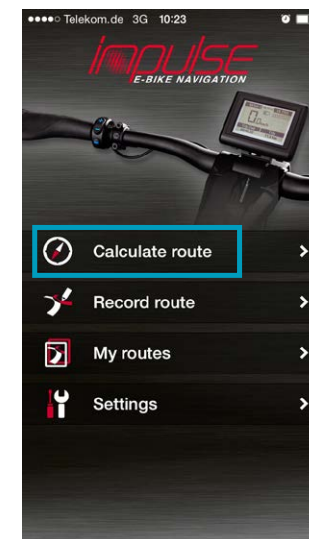 Telekom.de 3G 10:23
impulse
E-BIKE NAVIGATION
Calculate route
Record route
My routes
Settings